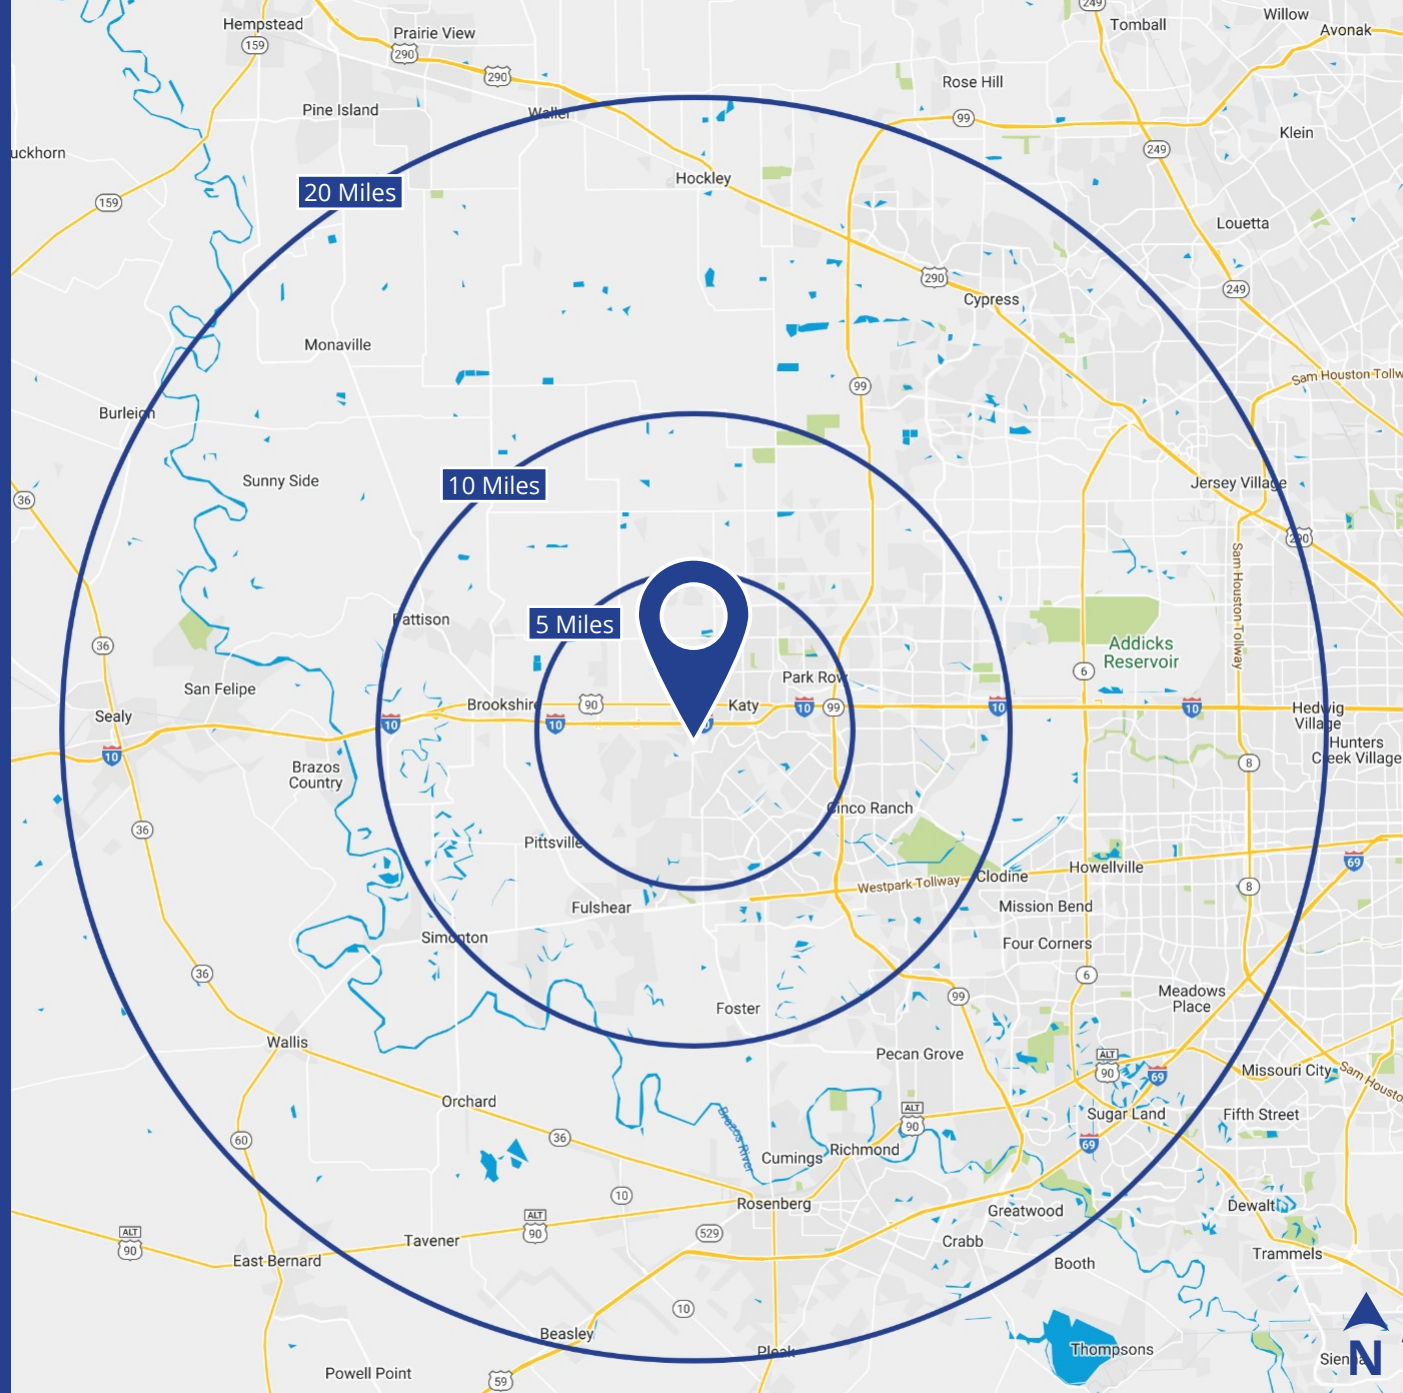 249
Willow
Hempstead
Tomball
Prairie View
Avonak
159
290
290
Rose Hill
Pine Island
Waller
99
Klein
uckhorn
249
Hockley
20 Miles
159
Louetta
290
249
Cypress
Monaville
Sam Houston Tollw
99
Burleigh
Sunny Side
10 Miles
Jersey Village
36
290
Sam Houston Tollway
Pattison
5 Miles
36
Addicks
Reservoir
6
Park Row
San Felipe
Brookshire
90
Katy
10
99
10
10
Hedwig
Village
Sealy
10
10
0
10
Hunters
Creek Village
8
Brazos
Country
Cinco Ranch
36
Pittsville
69
Howellville
Westpark Tollway
Clodine
8
Fulshear
Mission Bend
Simonton
Four Corners
36
6
Meadows
Place
99
Foster
Wallis
Pecan Grove
ALT
90
69
Missouri City
Sam Housto
Orchard
ALT
90
Sugar Land
Fifth Street
Brazos River
36
60
69
Cumings
Richmond
10
Rosenberg
Greatwood
Dewalt
ALT
90
ALT
90
529
Tavener
Crabb
East Bernard
Booth
Trammels
10
Beasley
Pleak
Thompsons
N
Powell Point
59